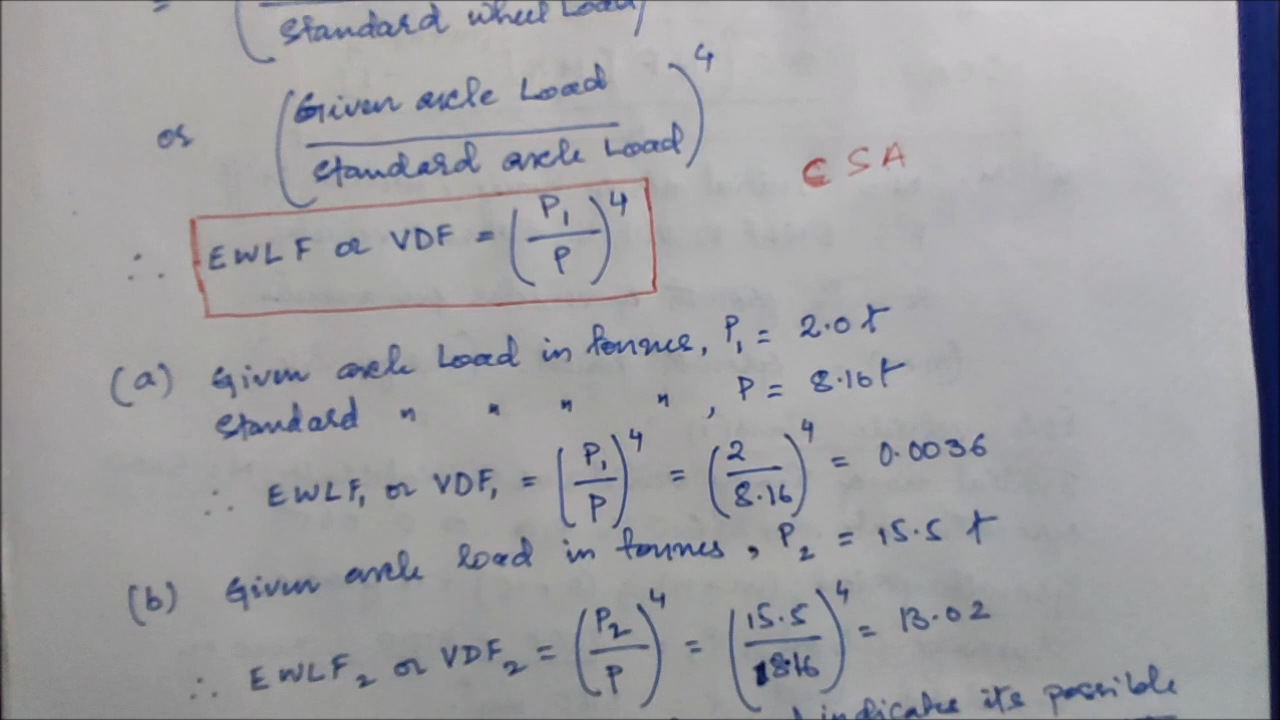 = (
Standard wheel Load)
or (Given axle Load / Standard axle Load)^4
CSA
∴ EWLF or VDF = (P₁/P)^4
(a) Given axle Load in tonnes, P₁ = 2.0 t
Standard " " " ", P = 8.16t
∴ EWLF₁ or VDF₁ = (P₁/P)^4 = (2/8.16)^4 = 0.0036
(b) Given axle load in tonnes, P₂ = 15.5 t
∴ EWLF₂ or VDF₂ = (P₂/P)^4 = (15.5/8.16)^4 = 13.02
indicates its possible